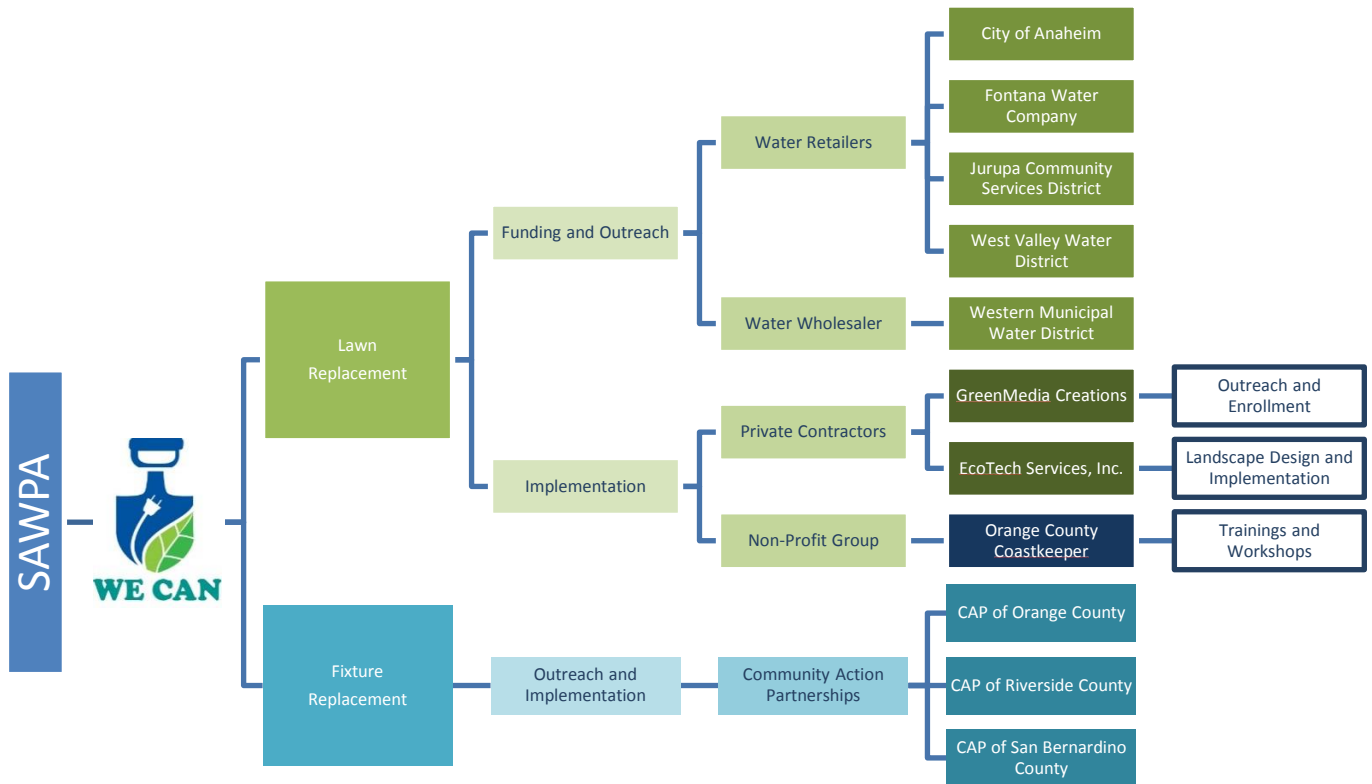 SAWPA
WE CAN
Lawn
Replacement
Funding and Outreach
Water Retailers
City of Anaheim
Fontana Water
Company
Jurupa Community
Services District
West Valley Water
District
Water Wholesaler
Western Municipal
Water District
Implementation
Private Contractors
GreenMedia Creations
Outreach and
Enrollment
EcoTech Services, Inc.
Landscape Design and
Implementation
Non-Profit Group
Orange County
Coastkeeper
Trainings and
Workshops
Fixture
Replacement
Outreach and
Implementation
Community Action
Partnerships
CAP of Orange County
CAP of Riverside County
CAP of San Bernardino
County